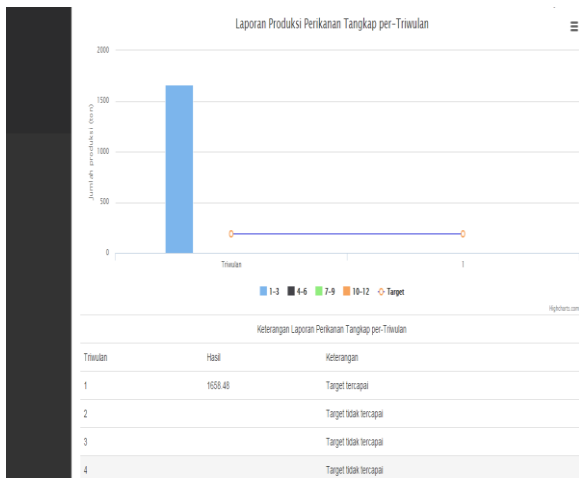 Laporan Produksi Perikanan Tangkap per-Triwulan
2000
1500
1000
500
0
Jumlah produksi (ton)
Triwulan 1
1-3 4-6 7-9 10-12 Target
Highcharts.com
Keterangan Laporan Perikanan Tangkap per-Triwulan
Triwulan Hasil Keterangan
1 1658.48 Target tercapai
2 Target tidak tercapai
3 Target tidak tercapai
4 Target tidak tercapai